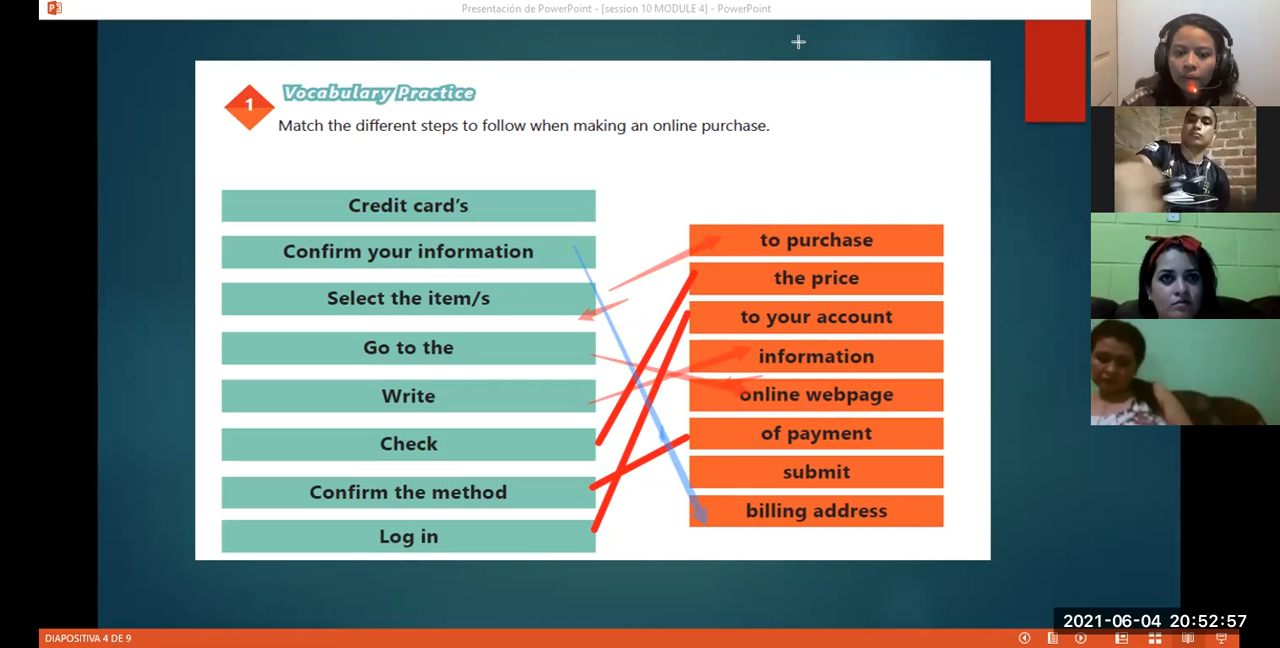 Presentación de PowerPoint - [session 10 MODULE 4] - PowerPoint
1
Vocabulary Practice
Match the different steps to follow when making an online purchase.
Credit card's
Confirm your information
Select the item/s
Go to the
Write
Check
Confirm the method
Log in
to purchase
the price
to your account
information
online webpage
of payment
submit
billing address
2021-06-04 20:52:57
DIAPOSITIVA 4 DE 9